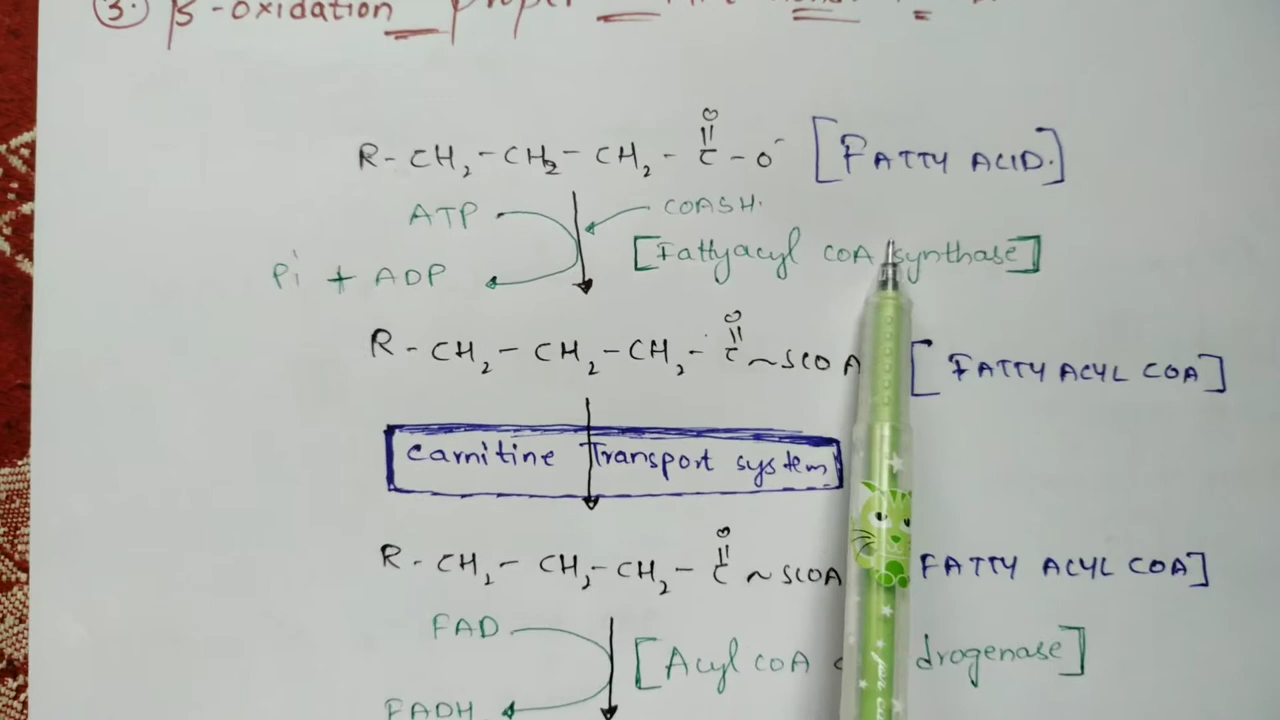 3. β-oxidation proper
R-CH2-CH2-CH2-C-O⁻ [FATTY ACID.]
O
ATP COASH.
[Fattyacyl COA synthase]
Pi + ADP
O
R-CH2-CH2-CH2-C~SCOA [FATTY ACYL COA]
Carnitine Transport system
O
R-CH2-CH2-CH2-C~SCOA FATTY ACYL COA]
FAD
[Acyl COA drogenase]
FADH